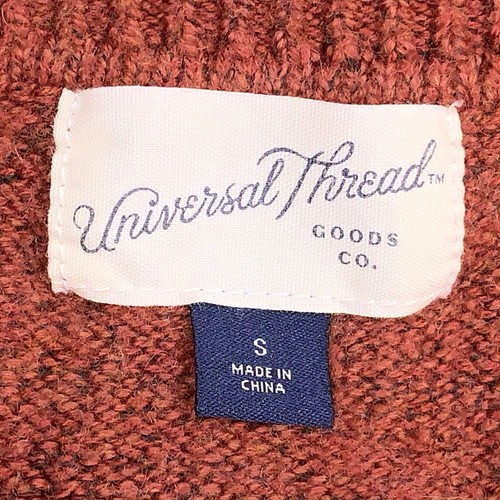 Universal Thread™
GOODS
CO.
S
MADE IN
CHINA